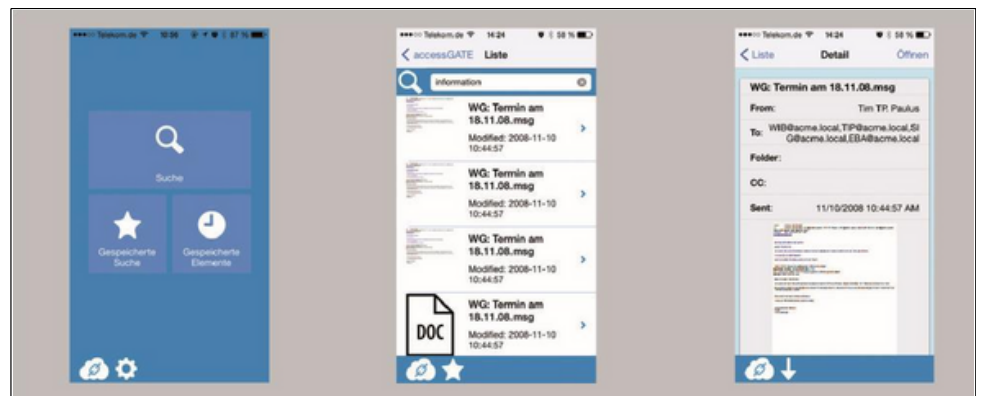 Telekom.de 10:36 87 %
Suche
Gespeicherte
Suche
Gespeicherte
Elemente
Telekom.de 14:24 58 %
accessGATE Liste
information
WG: Termin am
18.11.08.msg
Modified: 2008-11-10
10:44:57
WG: Termin am
18.11.08.msg
Modified: 2008-11-10
10:44:57
WG: Termin am
18.11.08.msg
Modified: 2008-11-10
10:44:57
DOC
WG: Termin am
18.11.08.msg
Modified: 2008-11-10
10:44:57
Telekom.de 14:24 58 %
Liste Detail Öffnen
WG: Termin am 18.11.08.msg
From: Tim TP. Paulus
To: WIB@acme.local,TIP@acme.local,SI
G@acme.local,EBA@acme.local
Folder:
CC:
Sent: 11/10/2008 10:44:57 AM